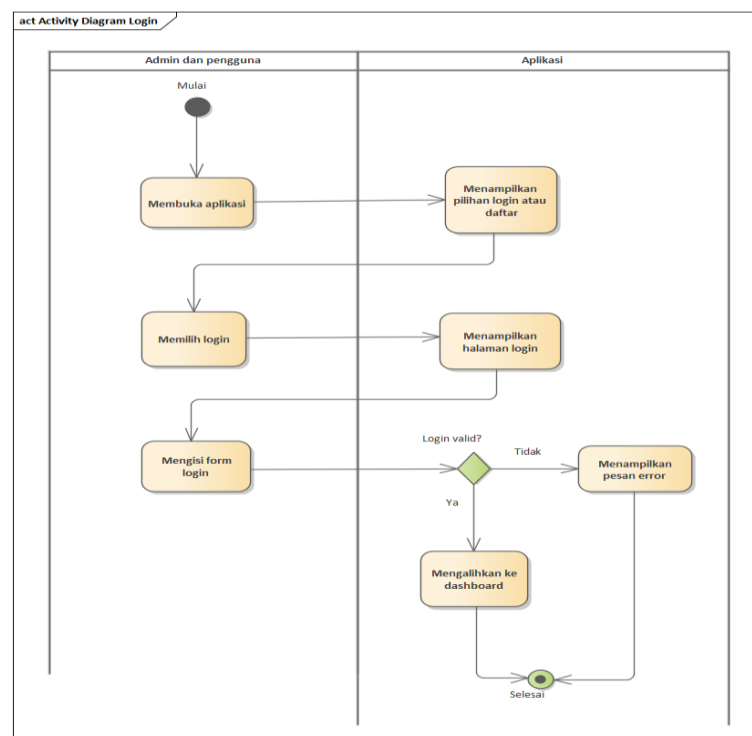 act Activity Diagram Login
Admin dan pengguna
Aplikasi
Mulai
Membuka aplikasi
Menampilkan
pilihan login atau
daftar
Memilih login
Menampilkan
halaman login
Mengisi form
login
Login valid?
Tidak
Menampilkan
pesan error
Ya
Mengalihkan ke
dashboard
Selesai